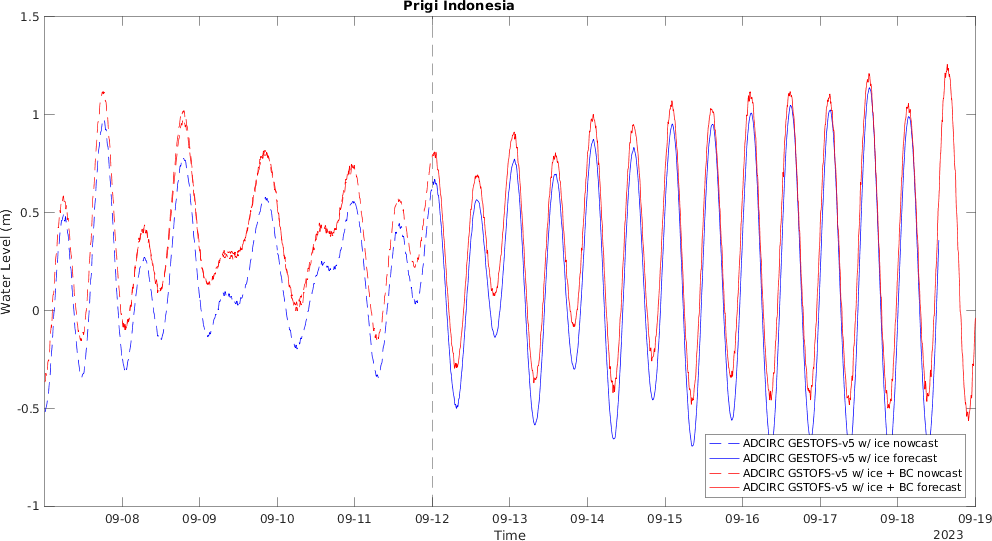 Prigi Indonesia
1.5
1
0.5
0
-0.5
-1
Water Level (m)
ADCIRC GESTOFS-v5 w/ ice nowcast
ADCIRC GESTOFS-v5 w/ ice forecast
ADCIRC GSTOFS-v5 w/ ice + BC nowcast
ADCIRC GSTOFS-v5 w/ ice + BC forecast
09-08 09-09 09-10 09-11 09-12 09-13 09-14 09-15 09-16 09-17 09-18 09-19
Time
2023